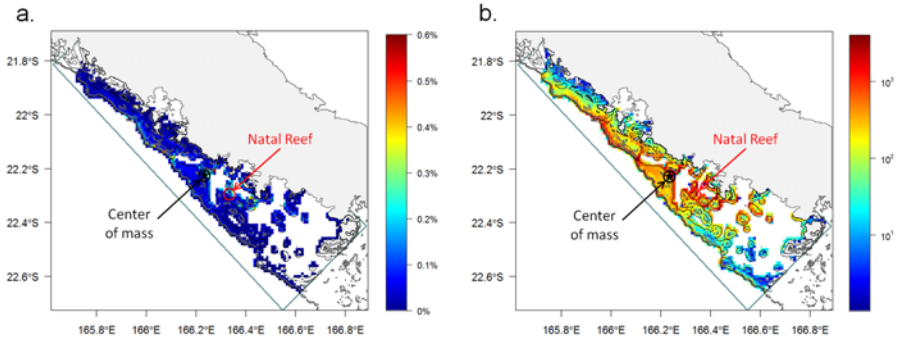 a.
21.8°S
22°S
22.2°S
22.4°S
22.6°S
165.8°E
166°E
166.2°E
166.4°E
166.6°E
166.8°E
Natal Reef
Center
of mass
0.6%
0.5%
0.4%
0.3%
0.2%
0.1%
0%
b.
21.8°S
22°S
22.2°S
22.4°S
22.6°S
165.8°E
166°E
166.2°E
166.4°E
166.6°E
166.8°E
Natal Reef
Center
of mass
10³
10²
10¹